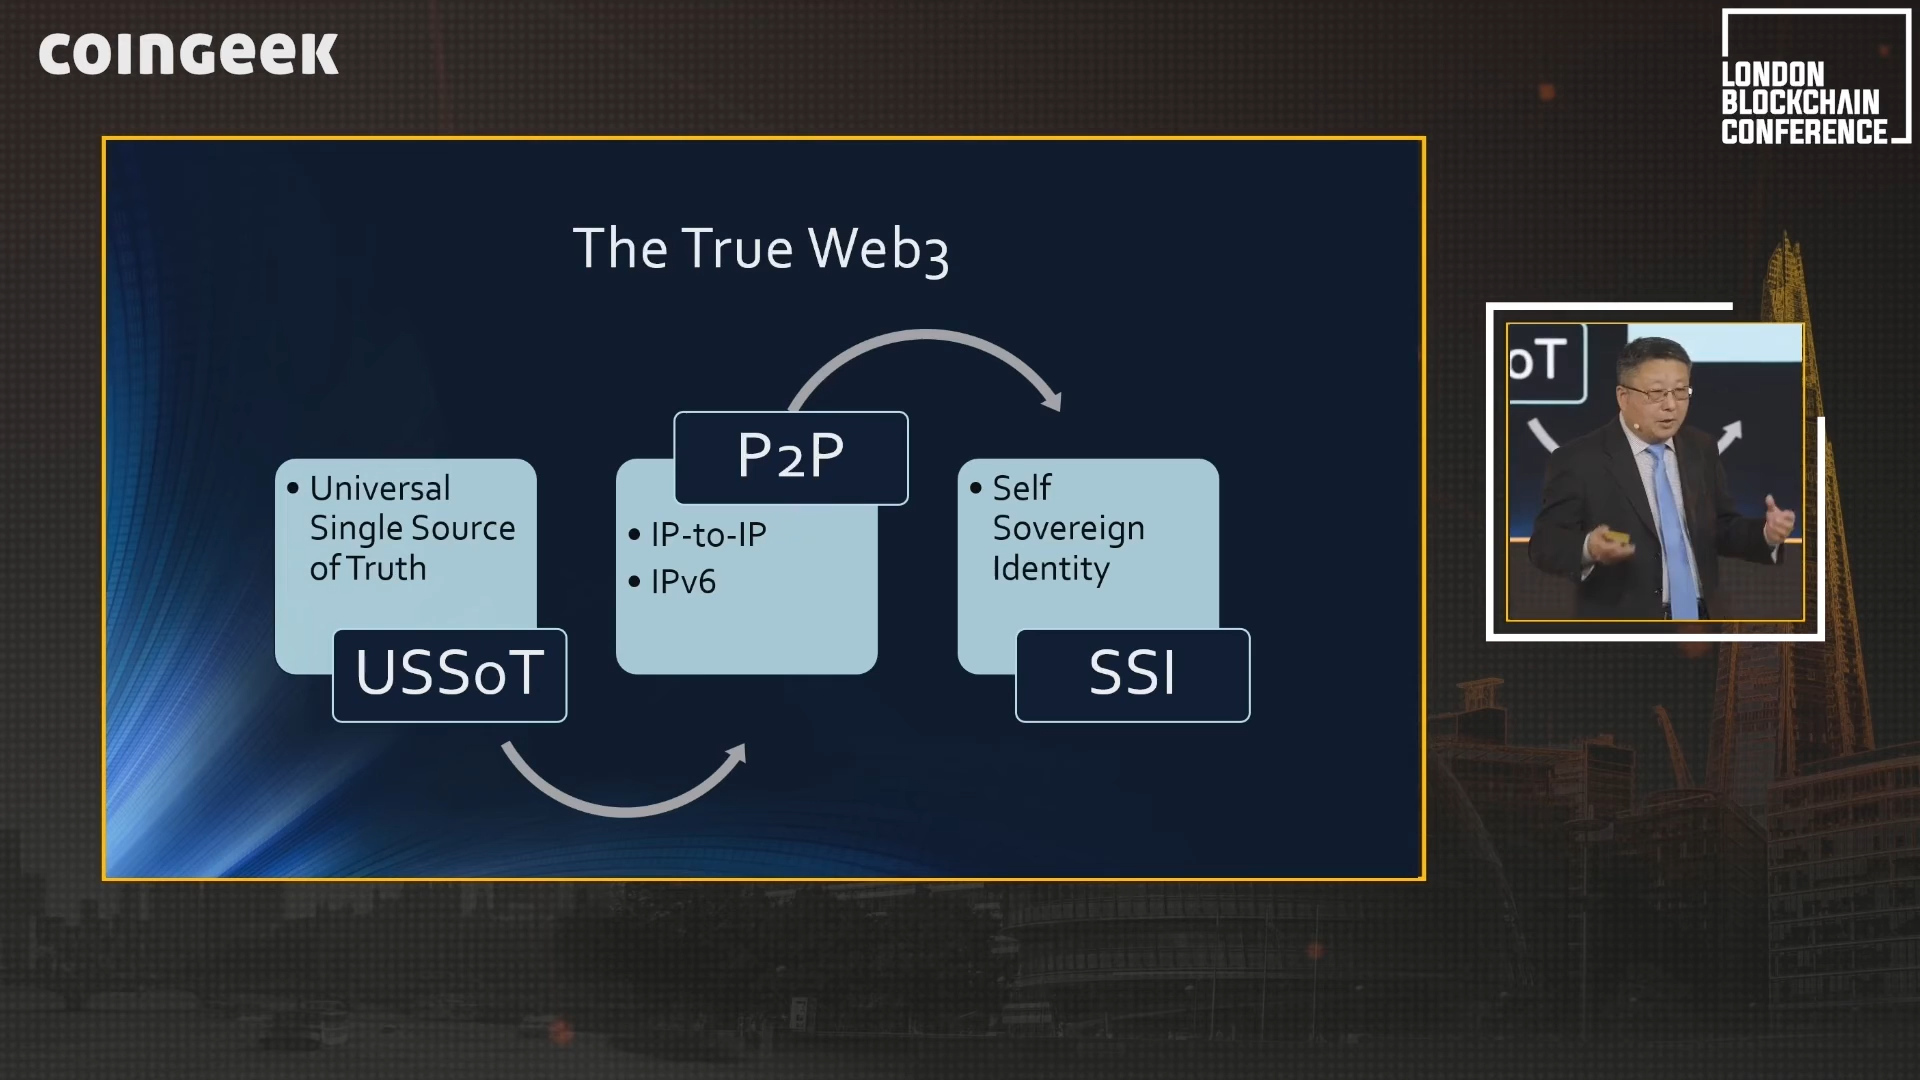 COINGEEK
LONDON
BLOCKCHAIN
CONFERENCE
The True Web3
• Universal
Single Source
of Truth
USSoT
P2P
• IP-to-IP
• IPv6
• Self
Sovereign
Identity
SSI
oT